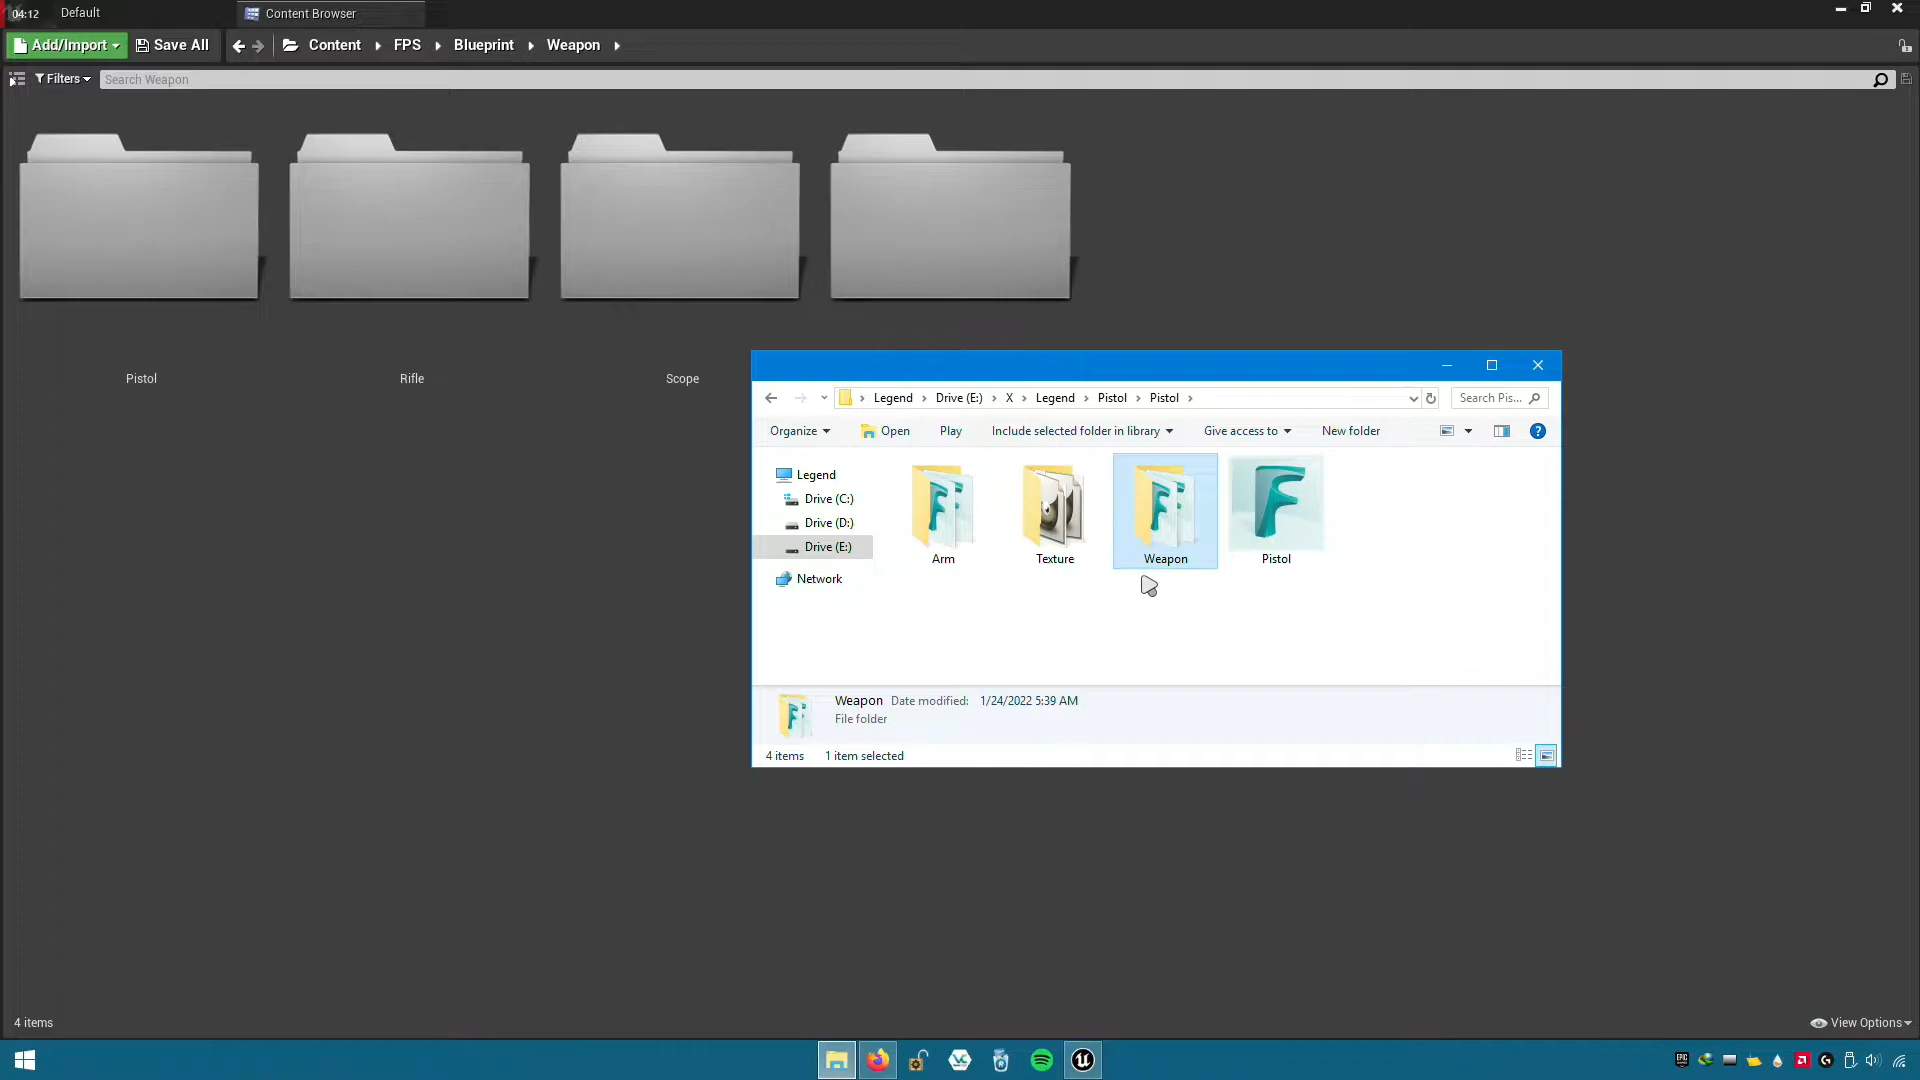 04:12
Default
Content Browser
Add/Import
Save All
Content
FPS
Blueprint
Weapon
Filters
Search Weapon
Pistol
Rifle
Scope
Legend
Drive (E:)
X
Legend
Pistol
Pistol
Search Pis...
Organize
Open
Play
Include selected folder in library
Give access to
New folder
Legend
Drive (C:)
Drive (D:)
Drive (E:)
Network
Arm
Texture
Weapon
Pistol
Weapon
Date modified: 1/24/2022 5:39 AM
File folder
4 items
1 item selected
4 items
View Options